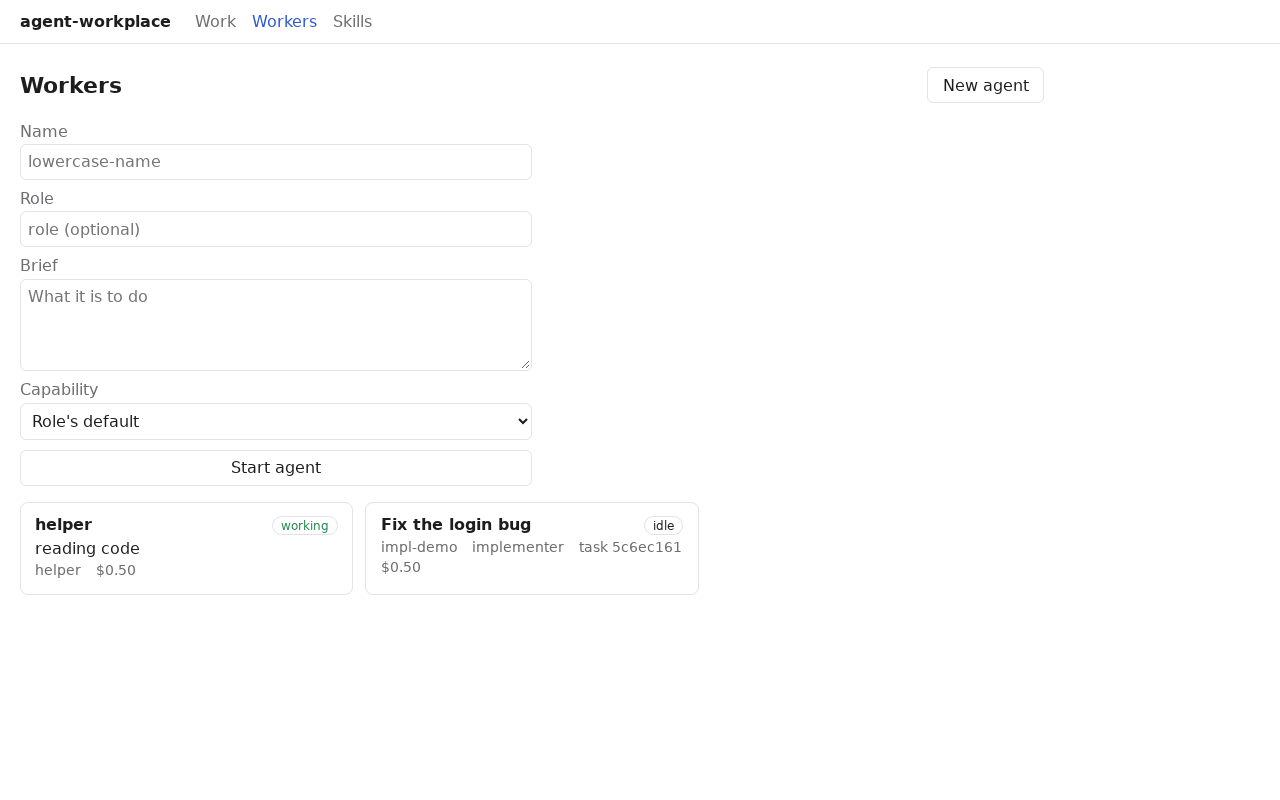 agent-workplace Work Workers Skills
Workers New agent
Name
lowercase-name
Role
role (optional)
Brief
What it is to do
Capability
Role's default
Start agent
helper working
reading code
helper $0.50
Fix the login bug idle
impl-demo implementer task 5c6ec161
$0.50